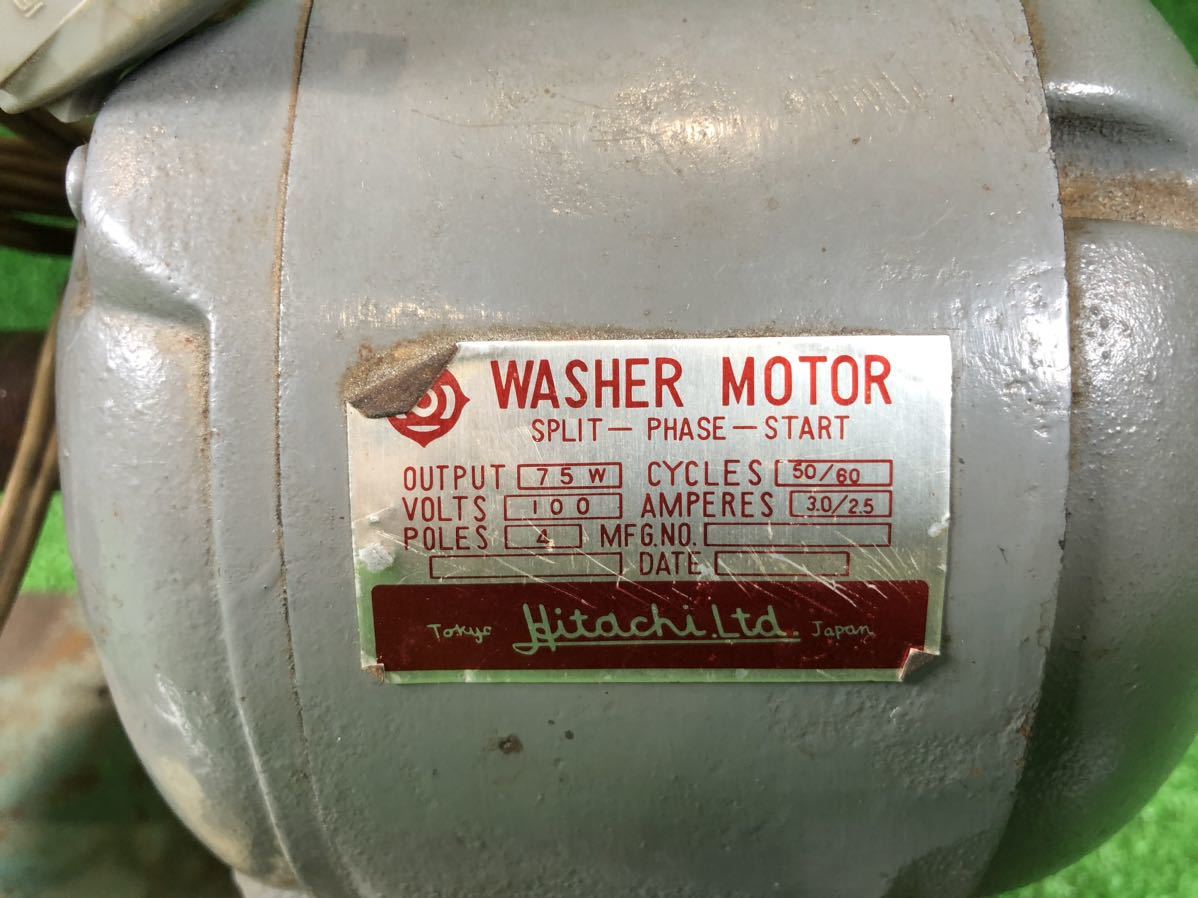 WASHER MOTOR
SPLIT-PHASE-START
OUTPUT 75W CYCLES 50/60
VOLTS 100 AMPERES 3.0/2.5
POLES 4 MFG.NO.
DATE
Tokyo Hitachi.Ltd. Japan